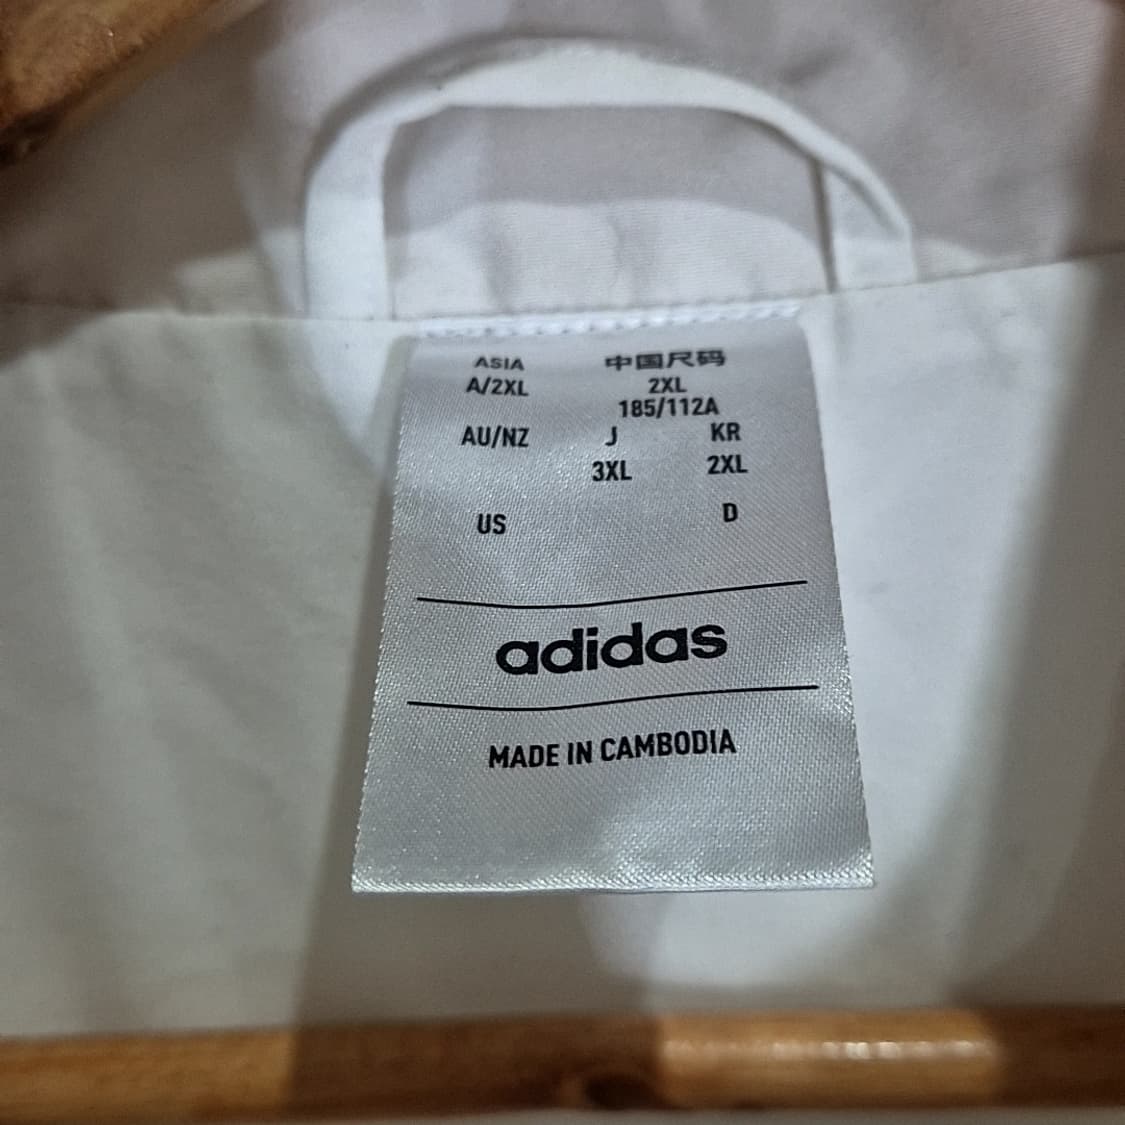 ASIA 中国尺码
A/2XL 2XL
185/112A
AU/NZ J KR
3XL 2XL
US D
adidas
MADE IN CAMBODIA